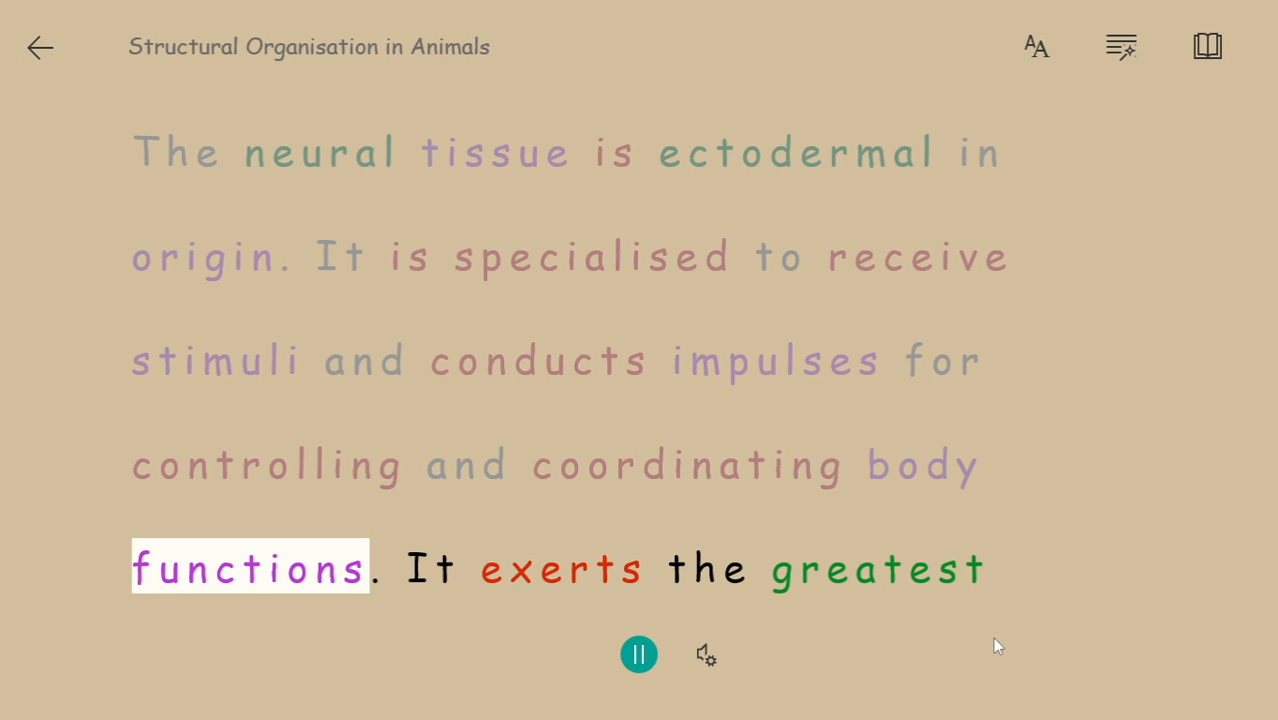 Structural Organisation in Animals
The neural tissue is ectodermal in
origin. It is specialised to receive
stimuli and conducts impulses for
controlling and coordinating body
functions. It exerts the greatest